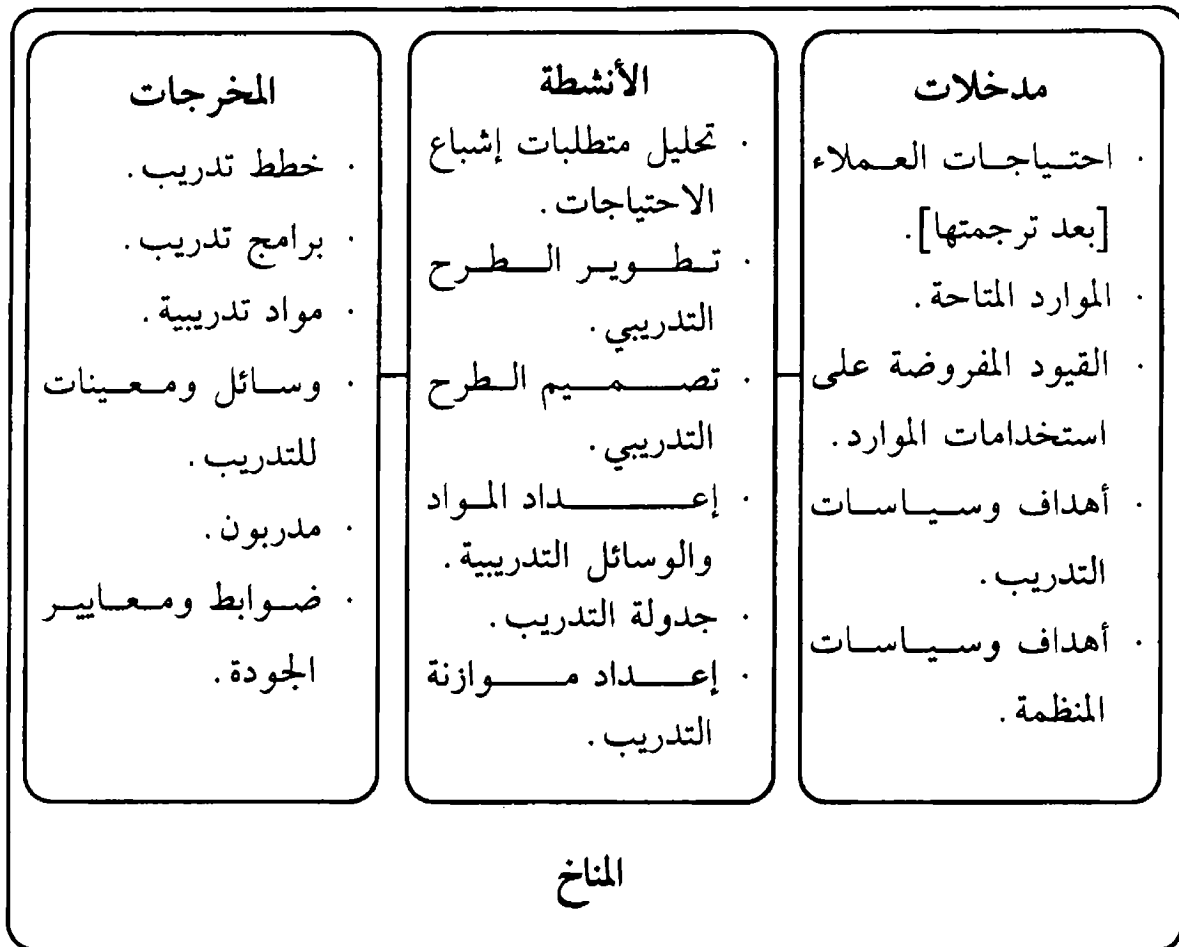 مدخلات
· احتياجات العملاء
[بعد ترجمتها].
· الموارد المتاحة.
· القيود المفروضة على
استخدامات الموارد.
· أهداف وسياسات
التدريب.
· أهداف وسياسات
المنظمة.
الأنشطة
· تحليل متطلبات إشباع
الاحتياجات.
· تطوير الطرح
التدريبي.
· تصميم الطرح
التدريبي.
· إعداد المواد
والوسائل التدريبية.
· جدولة التدريب.
· إعداد موازنة
التدريب.
المخرجات
· خطط تدريب.
· برامج تدريب.
· مواد تدريبية.
· وسائل ومعينات
للتدريب.
· مدربون.
· ضوابط ومعايير
الجودة.
المناخ